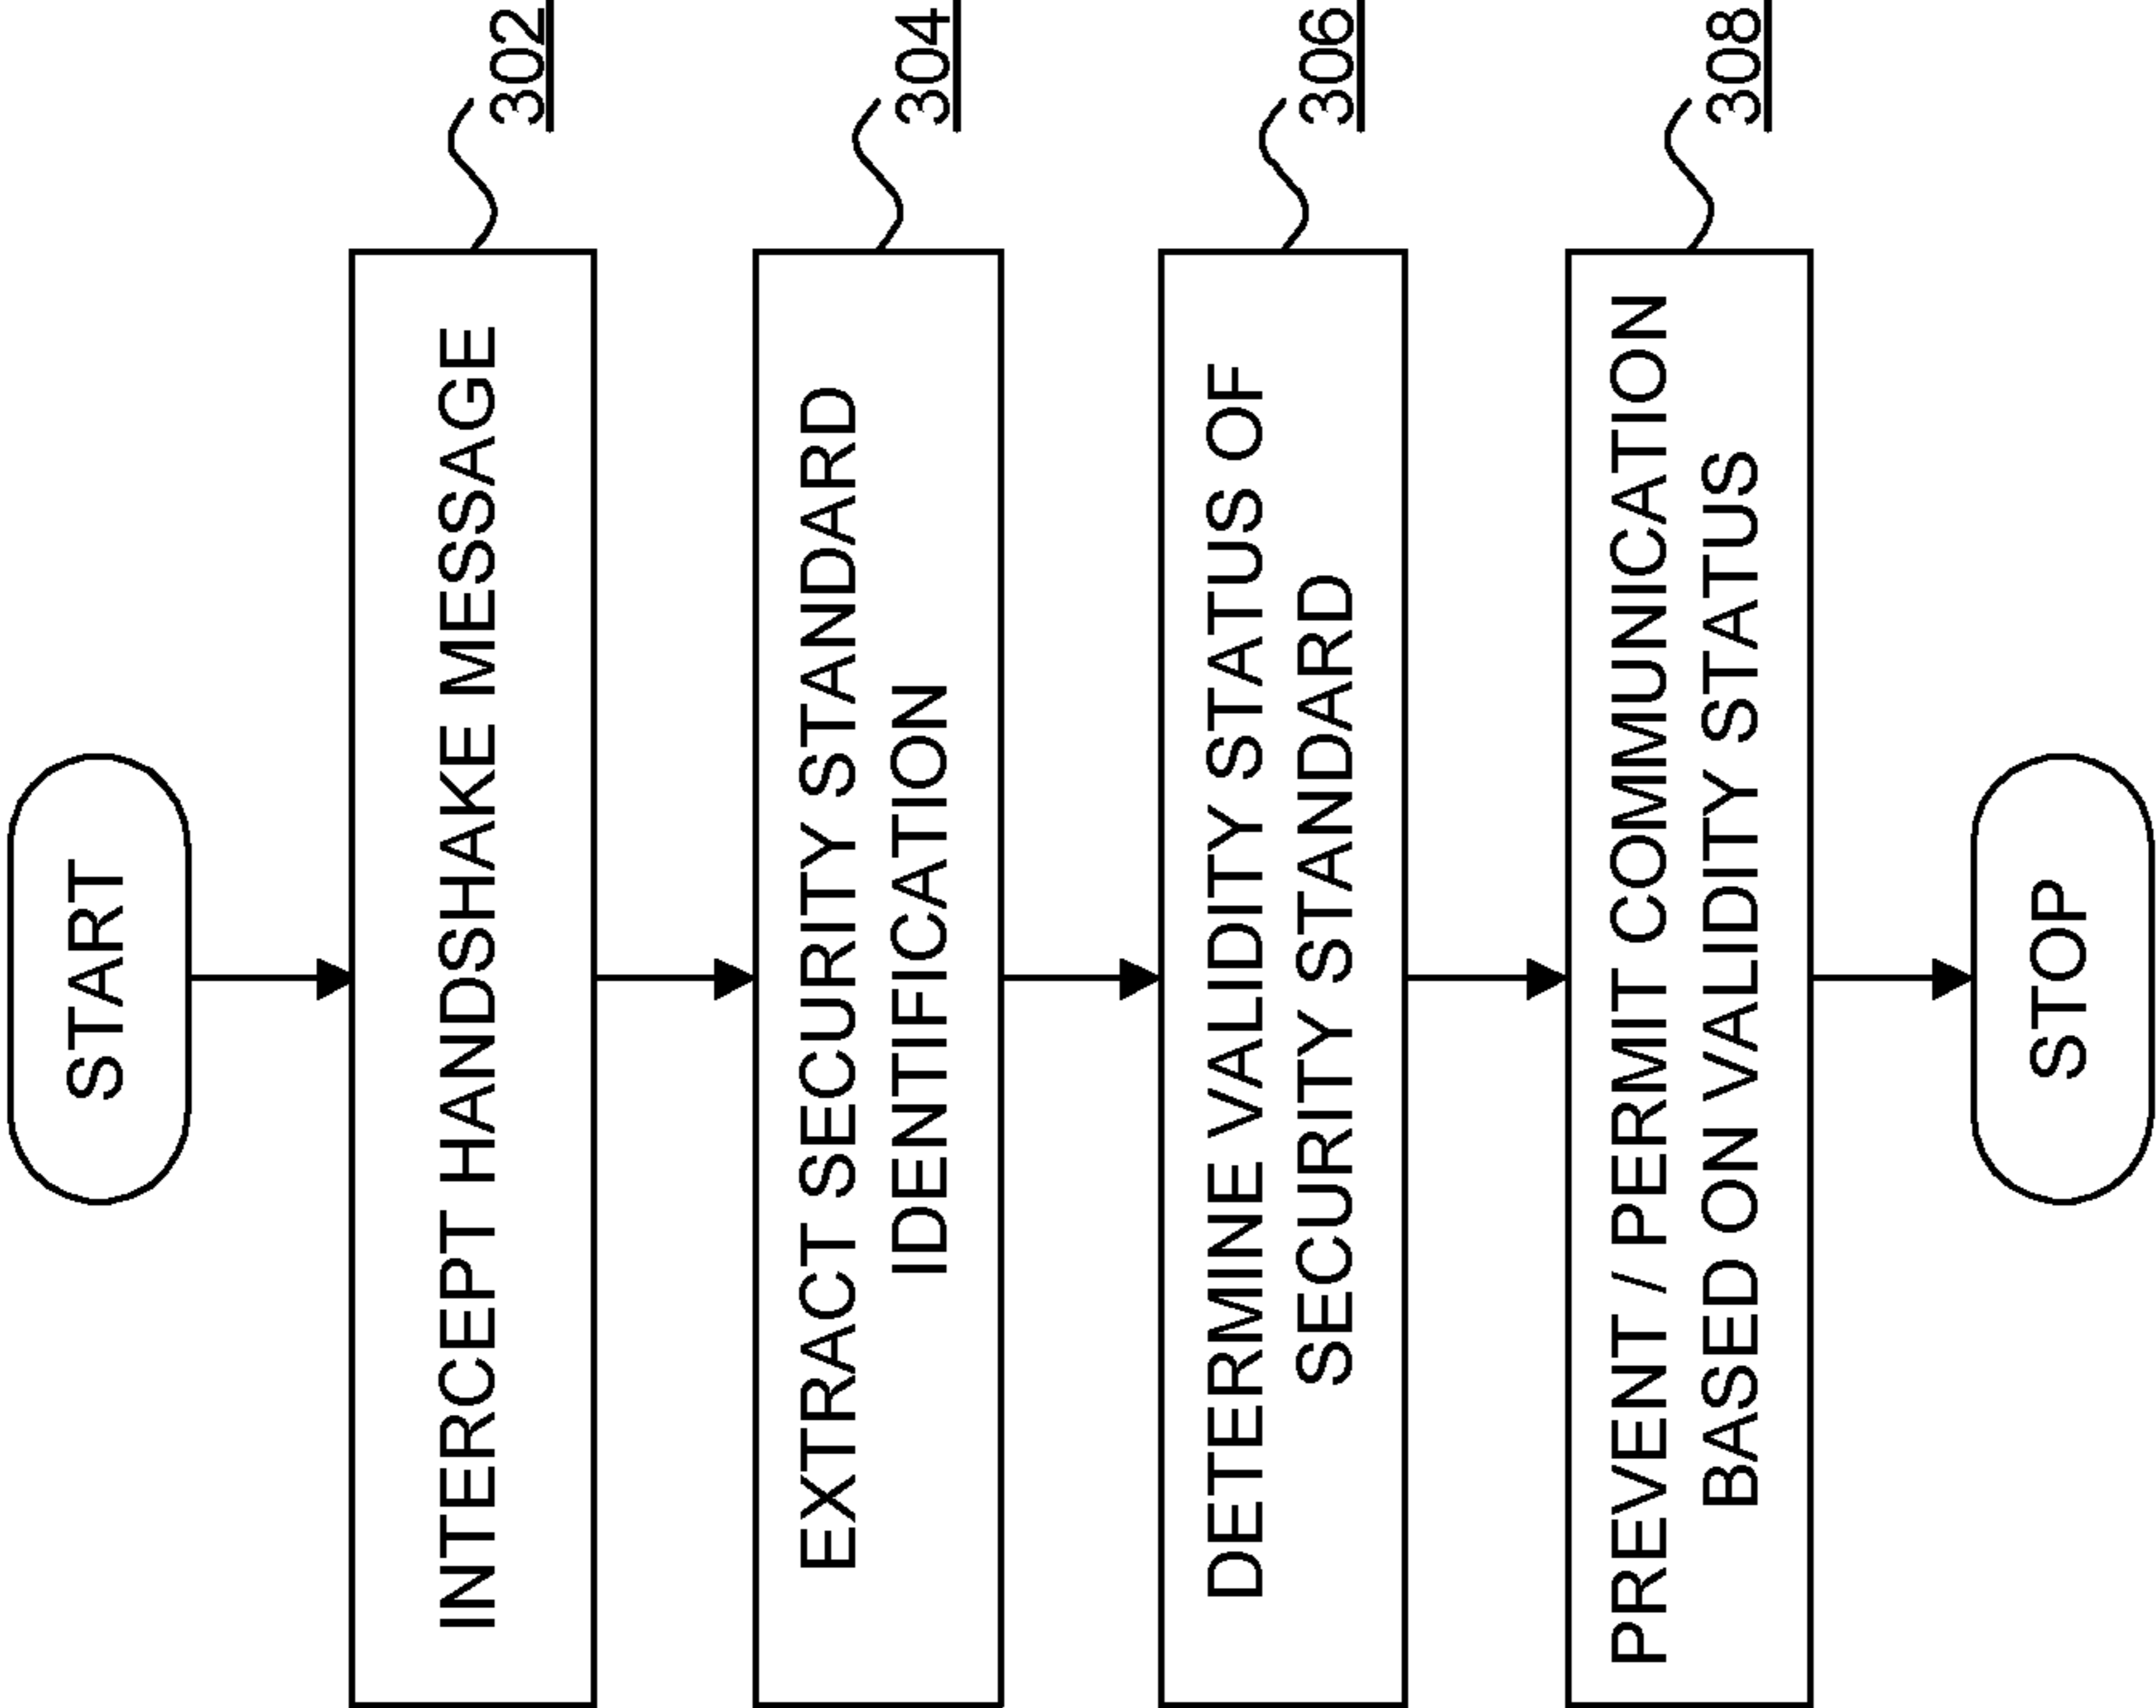 START
INTERCEPT HANDSHAKE MESSAGE
302
EXTRACT SECURITY STANDARD
IDENTIFICATION
304
DETERMINE VALIDITY STATUS OF
SECURITY STANDARD
306
PREVENT / PERMIT COMMUNICATION
BASED ON VALIDITY STATUS
308
STOP